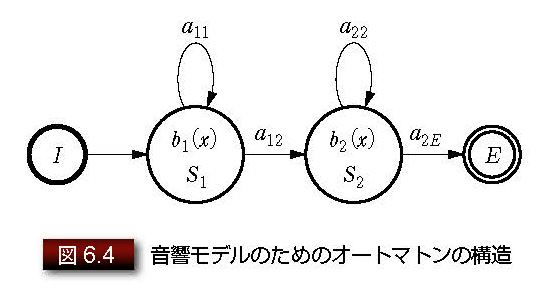 a11 a22
I b1(x) a12 b2(x) a2E E
S1 S2
図 6.4 音響モデルのためのオートマトンの構造